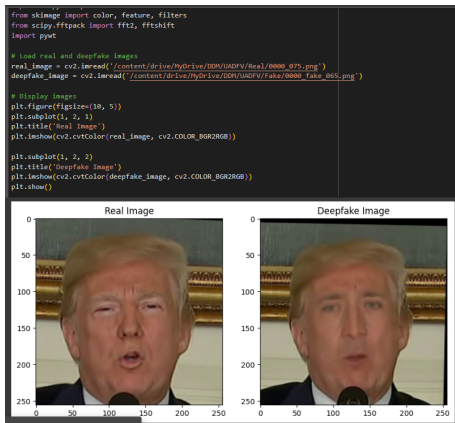 from skimage import color, feature, filters
from scipy.fftpack import fft2, fftshift
import pywt
# Load real and deepfake images
real_image = cv2.imread('/content/drive/MyDrive/DDM/UADFV/Real/0000_075.png')
deepfake_image = cv2.imread('/content/drive/MyDrive/DDM/UADFV/Fake/0000_fake_065.png')
# Display images
plt.figure(figsize=(10, 5))
plt.subplot(1, 2, 1)
plt.title('Real Image')
plt.imshow(cv2.cvtColor(real_image, cv2.COLOR_BGR2RGB))
plt.subplot(1, 2, 2)
plt.title('Deepfake Image')
plt.imshow(cv2.cvtColor(deepfake_image, cv2.COLOR_BGR2RGB))
plt.show()
Real Image Deepfake Image
0 0
50 50
100 100
150 150
200 200
250 250
0 50 100 150 200 250 0 50 100 150 200 250